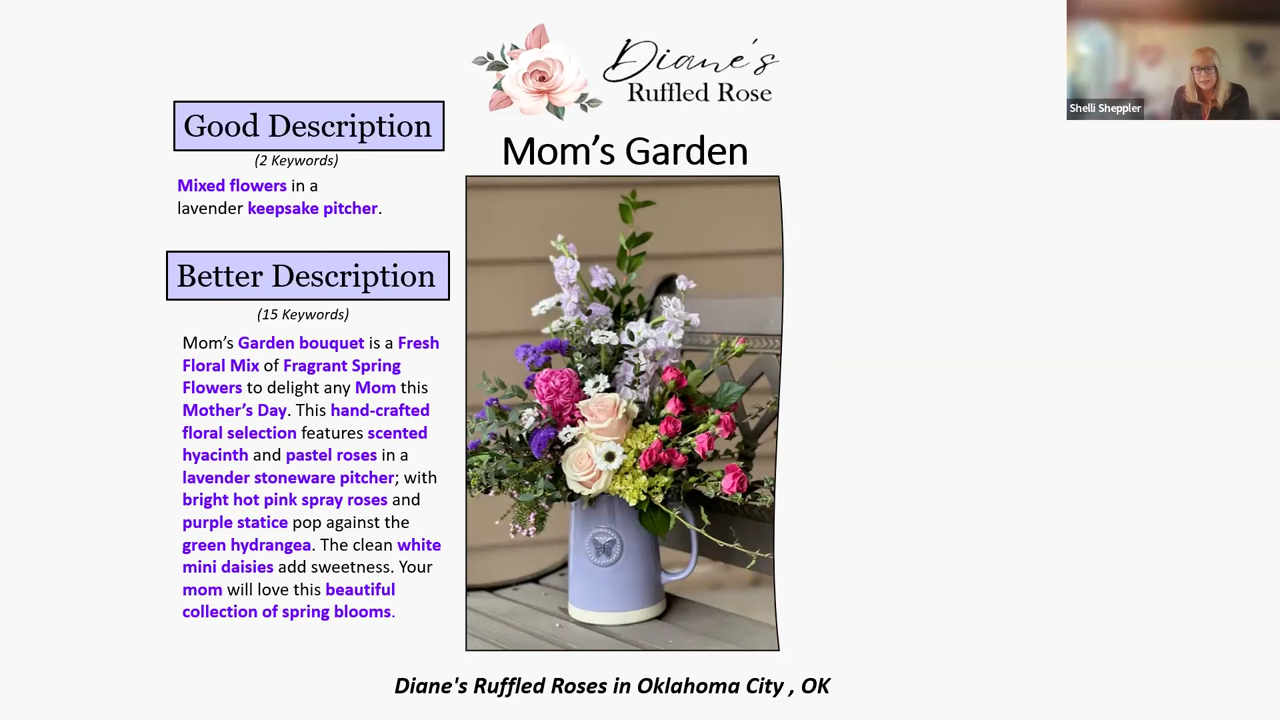 Diane's
Ruffled Rose
Shelli Sheppler
Good Description
(2 Keywords)
Mixed flowers in a
lavender keepsake pitcher.
Mom's Garden
Better Description
(15 Keywords)
Mom's Garden bouquet is a Fresh
Floral Mix of Fragrant Spring
Flowers to delight any Mom this
Mother's Day. This hand-crafted
floral selection features scented
hyacinth and pastel roses in a
lavender stoneware pitcher; with
bright hot pink spray roses and
purple statice pop against the
green hydrangea. The clean white
mini daisies add sweetness. Your
mom will love this beautiful
collection of spring blooms.
Diane's Ruffled Roses in Oklahoma City , OK